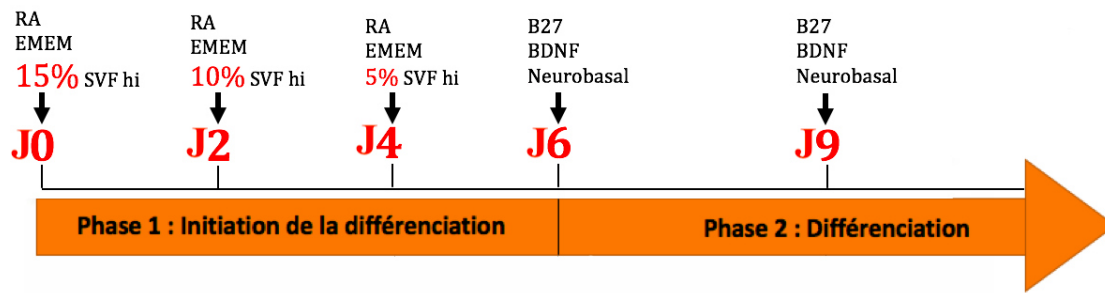 RA
EMEM
15% SVF hi
J0
RA
EMEM
10% SVF hi
J2
RA
EMEM
5% SVF hi
J4
B27
BDNF
Neurobasal
J6
B27
BDNF
Neurobasal
J9
Phase 1 : Initiation de la différenciation
Phase 2 : Différenciation